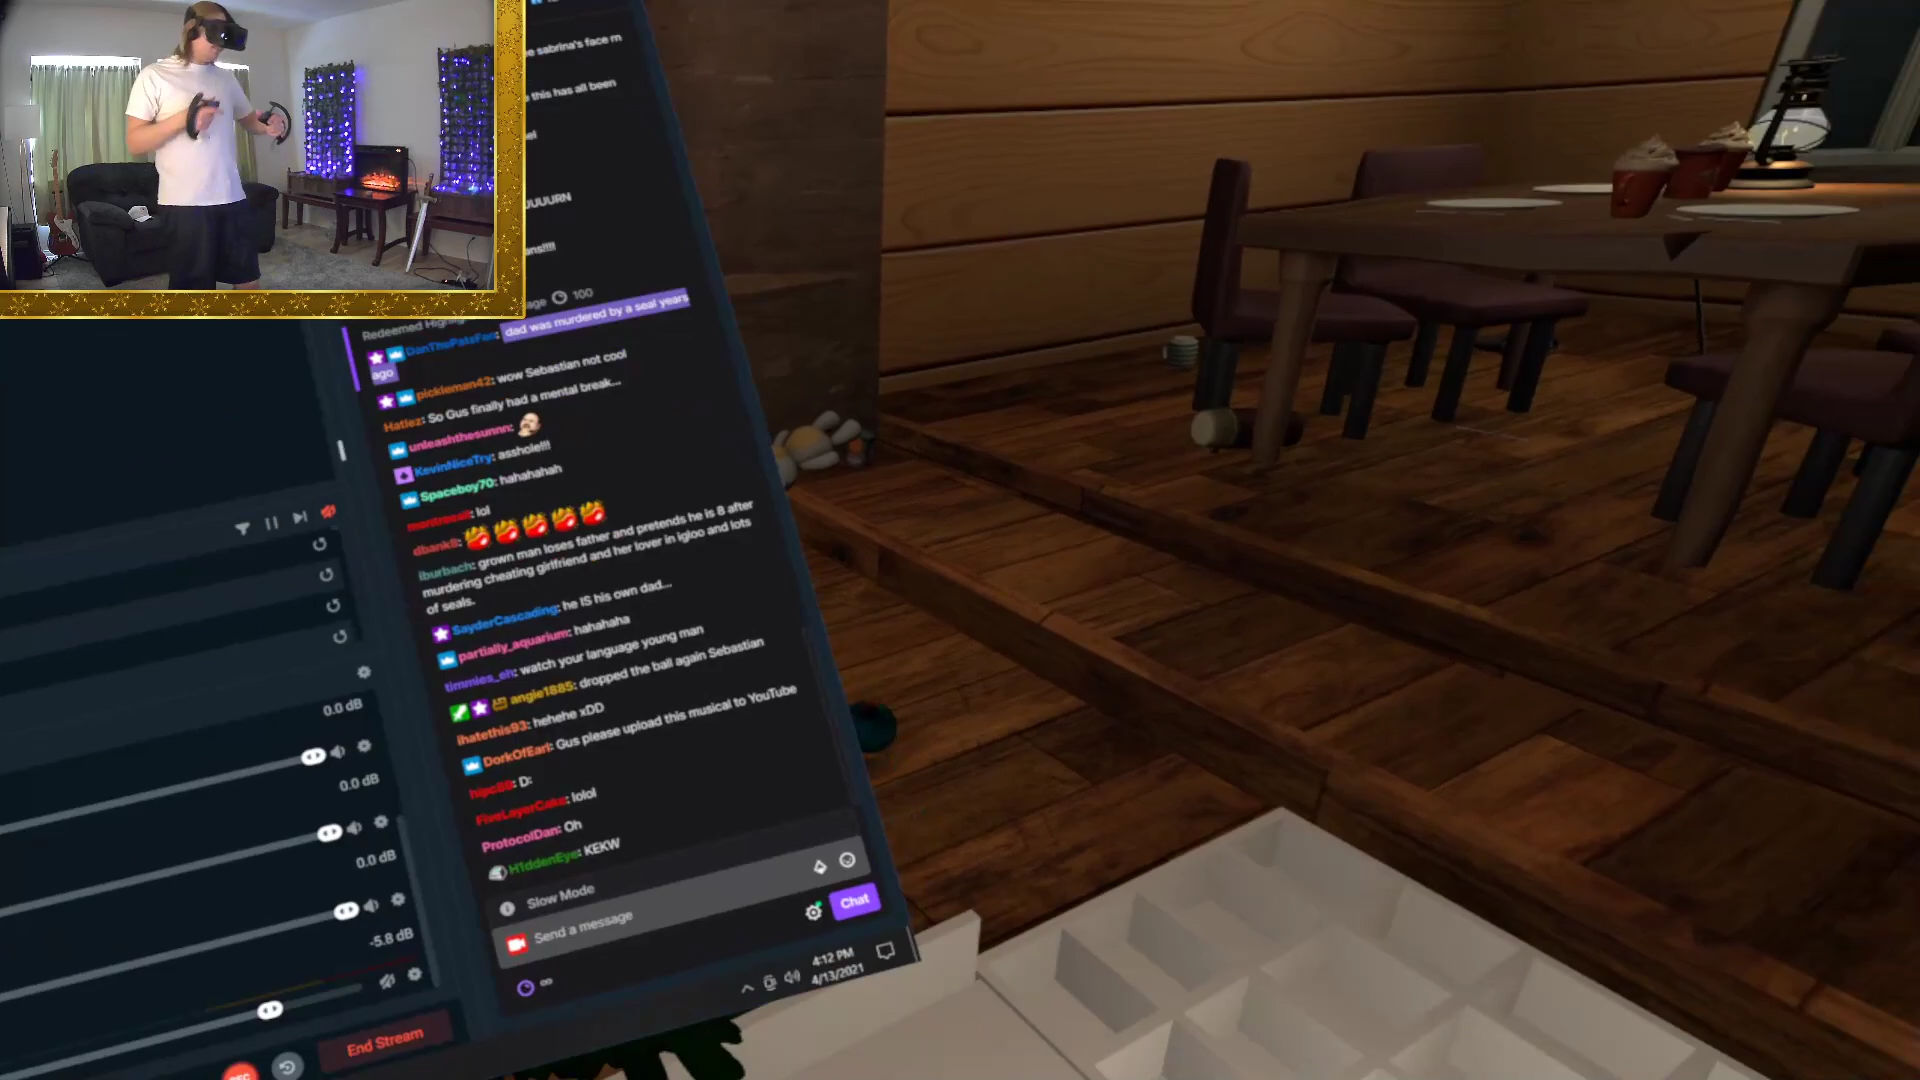 sabrina's face rn
this has all been
UUUURN
100
dad was murdered by a seal years
DanThePalzFan:
ago
pickleman42: wow Sebastian not cool
Hatlez: So Gus finally had a mental break...
unleashthesunnn:
KevinNiceTry: asshole!!!
Spaceboy70: hahahahah
lol
dbank8:
iburbach: grown man loses father and pretends he is 8 after
murdering cheating girlfriend and her lover in igloo and lots
of seals.
SayderCascading: he IS his own dad...
partially_aquarium: hahahaha
timmies_eh: watch your language young man
angie1885: dropped the ball again Sebastian
ihatethis93: hehehe xDD
DorkOfEarl: Gus please upload this musical to YouTube
D:
FiveLayerCake: lolol
ProtocolDan: Oh
H1ddenEye: KEKW
Slow Mode
Send a message
Chat
∞
0.0 dB
0.0 dB
0.0 dB
-5.8 dB
End Stream
REC
4:12 PM
4/13/2021